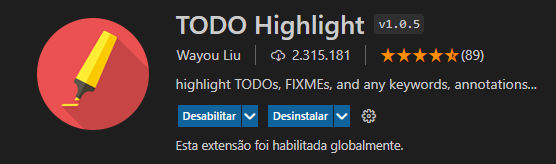 TODO Highlight v1.0.5
Wayou Liu 2.315.181 (89)
highlight TODOs, FIXMEs, and any keywords, annotations...
Desabilitar Desinstalar
Esta extensão foi habilitada globalmente.